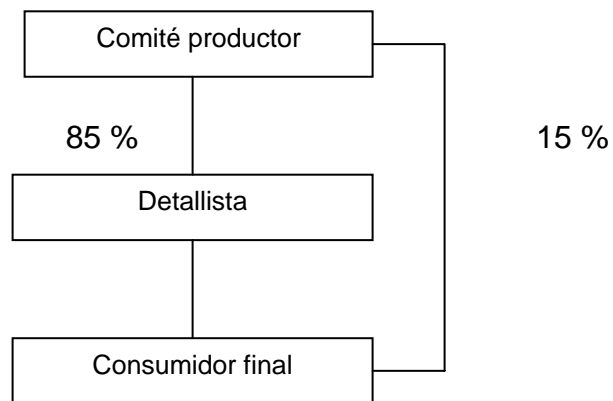 Comité productor
85 %
15 %
Detallista
Consumidor final